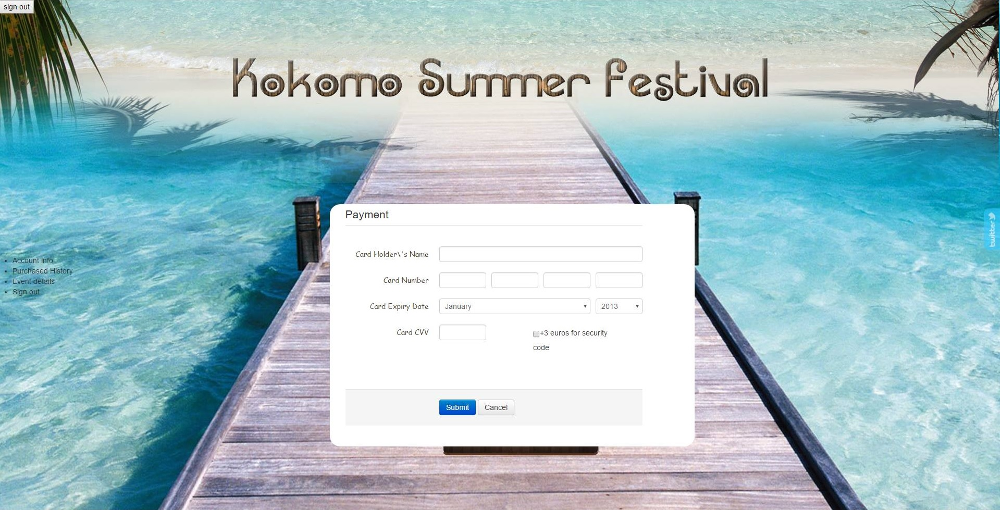 sign out
Kokomo Summer Festival
Payment
Card Holder\'s Name
Card Number
Card Expiry Date January 2013
Card CVV
+3 euros for security
code
Submit Cancel
Account info
Purchased History
Event details
Sign out
twitter